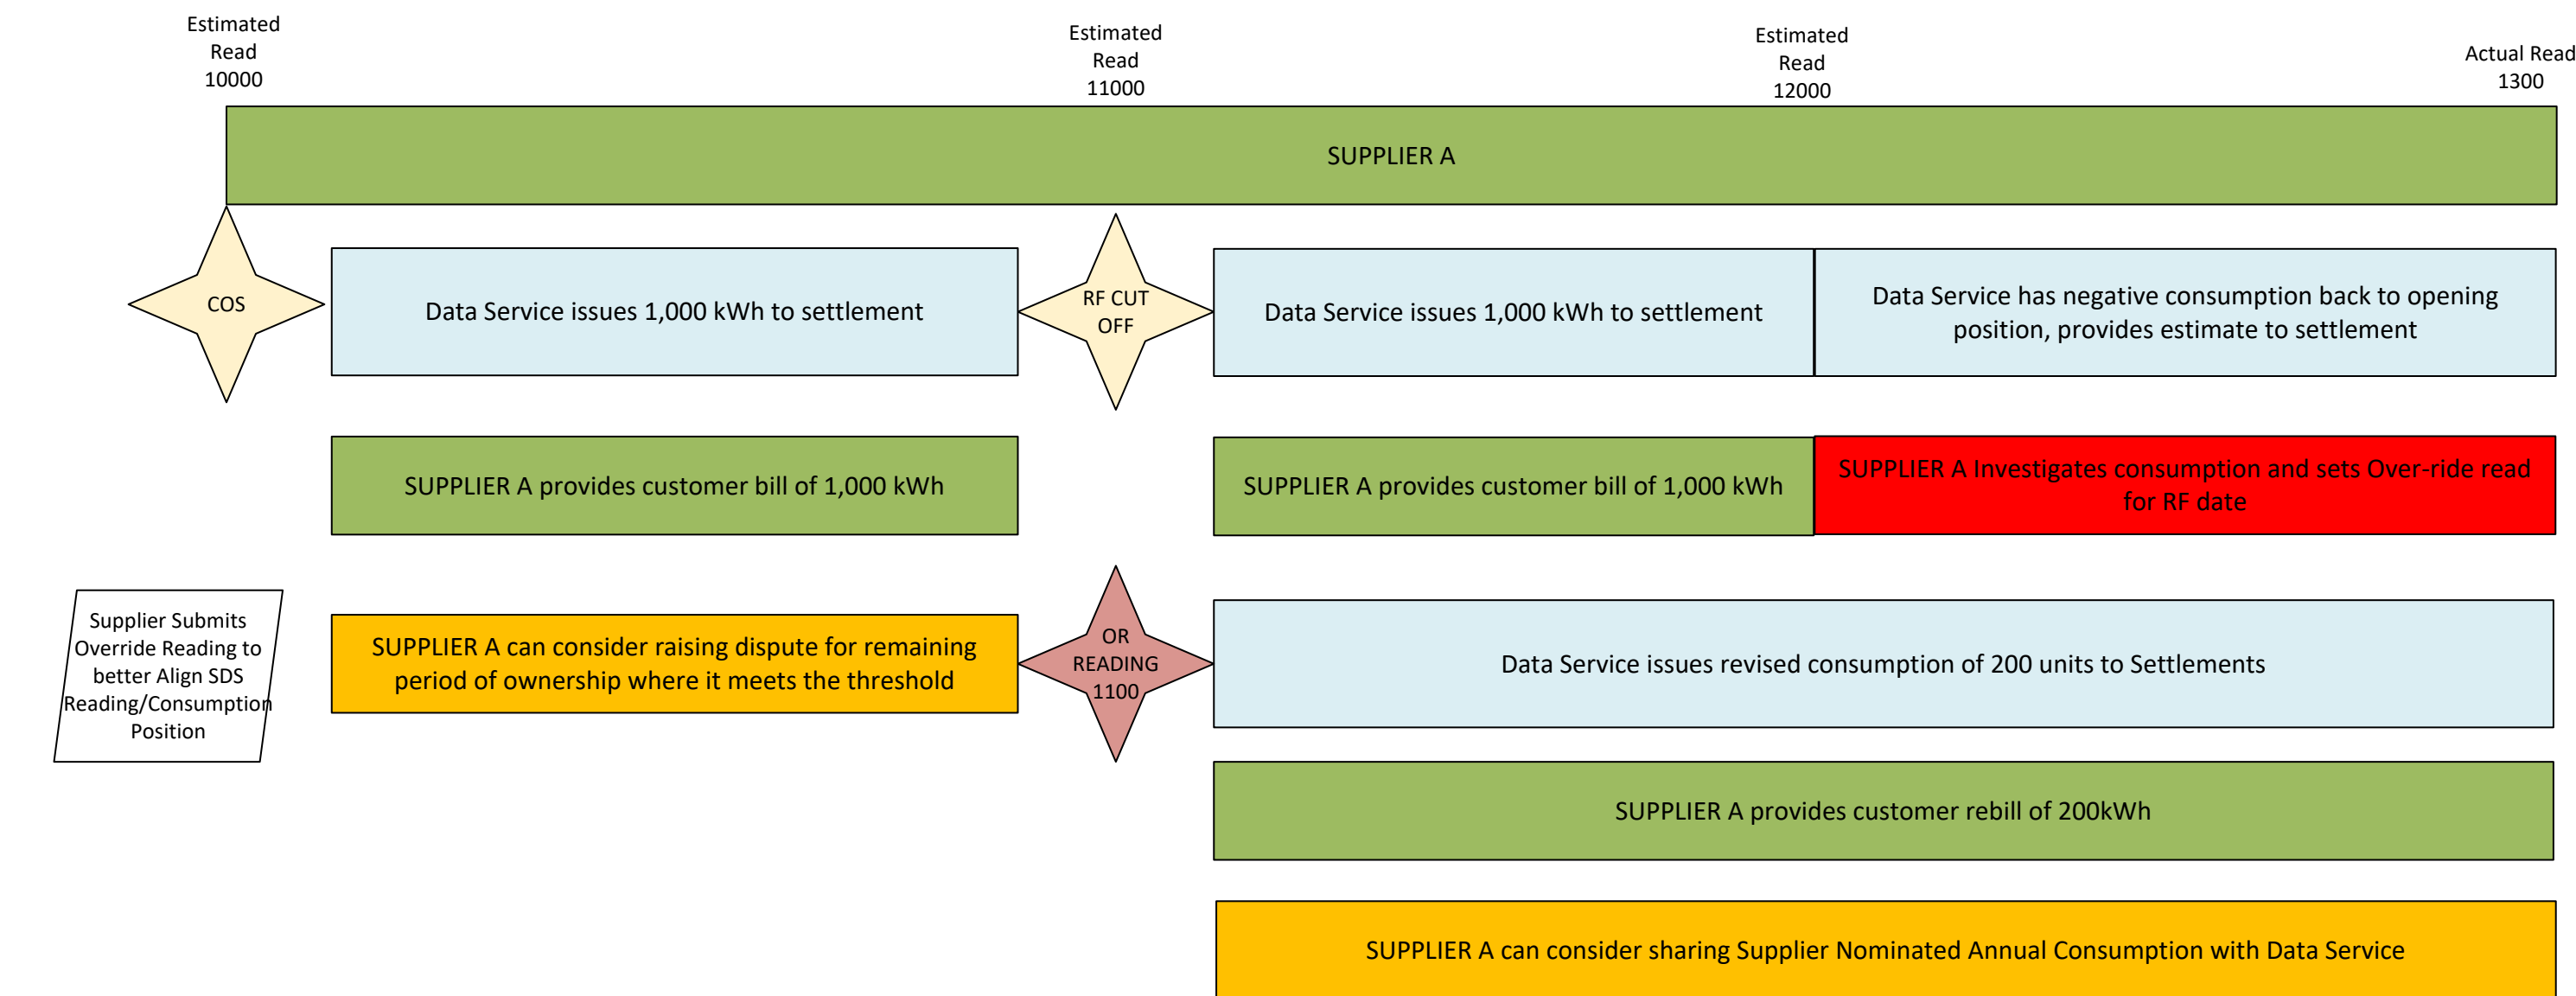 Estimated
Read
10000
Estimated
Read
11000
Estimated
Read
12000
Actual Read
1300
SUPPLIER A
COS
Data Service issues 1,000 kWh to settlement
RF CUT
OFF
Data Service issues 1,000 kWh to settlement
Data Service has negative consumption back to opening
position, provides estimate to settlement
SUPPLIER A provides customer bill of 1,000 kWh
SUPPLIER A provides customer bill of 1,000 kWh
SUPPLIER A Investigates consumption and sets Over-ride read
for RF date
Supplier Submits
Override Reading to
better Align SDS
Reading/Consumption
Position
SUPPLIER A can consider raising dispute for remaining
period of ownership where it meets the threshold
OR
READING
1100
Data Service issues revised consumption of 200 units to Settlements
SUPPLIER A provides customer rebill of 200kWh
SUPPLIER A can consider sharing Supplier Nominated Annual Consumption with Data Service